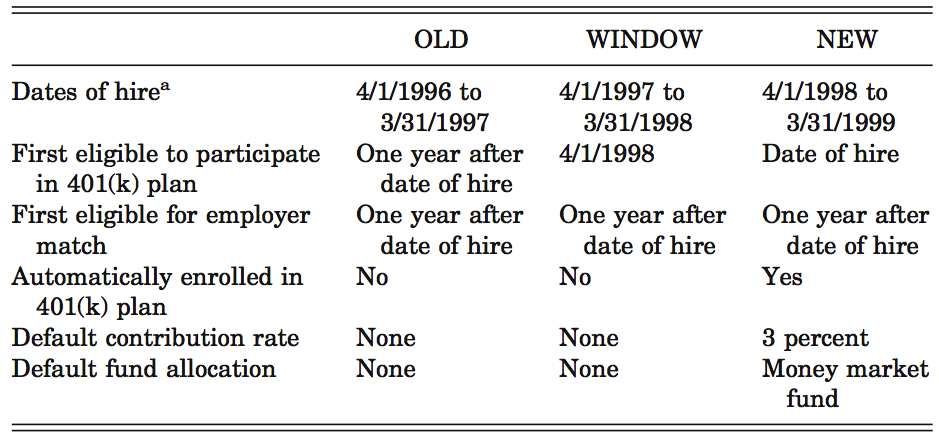 OLD WINDOW NEW
Dates of hireᵃ 4/1/1996 to 4/1/1997 to 4/1/1998 to
3/31/1997 3/31/1998 3/31/1999
First eligible to participate One year after 4/1/1998 Date of hire
in 401(k) plan date of hire
First eligible for employer One year after One year after One year after
match date of hire date of hire date of hire
Automatically enrolled in No No Yes
401(k) plan
Default contribution rate None None 3 percent
Default fund allocation None None Money market
fund